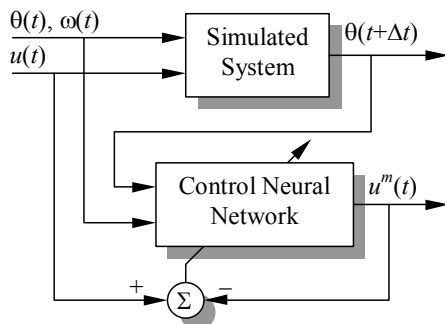 θ(t), ω(t)
u(t)
Simulated
System
θ(t+Δt)
Control Neural
Network
u^m(t)
+
Σ
−